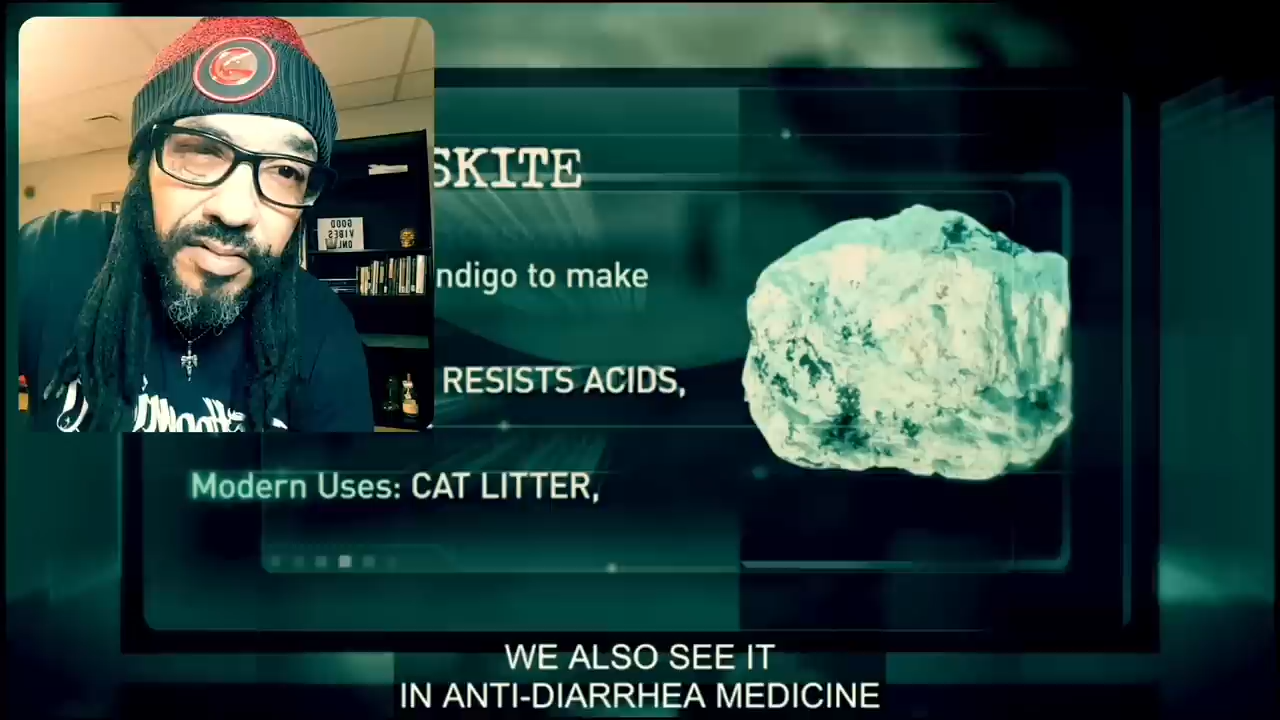 SKITE
ndigo to make
RESISTS ACIDS,
Modern Uses: CAT LITTER,
GOOD
VIBES
ONLY
WE ALSO SEE IT
IN ANTI-DIARRHEA MEDICINE